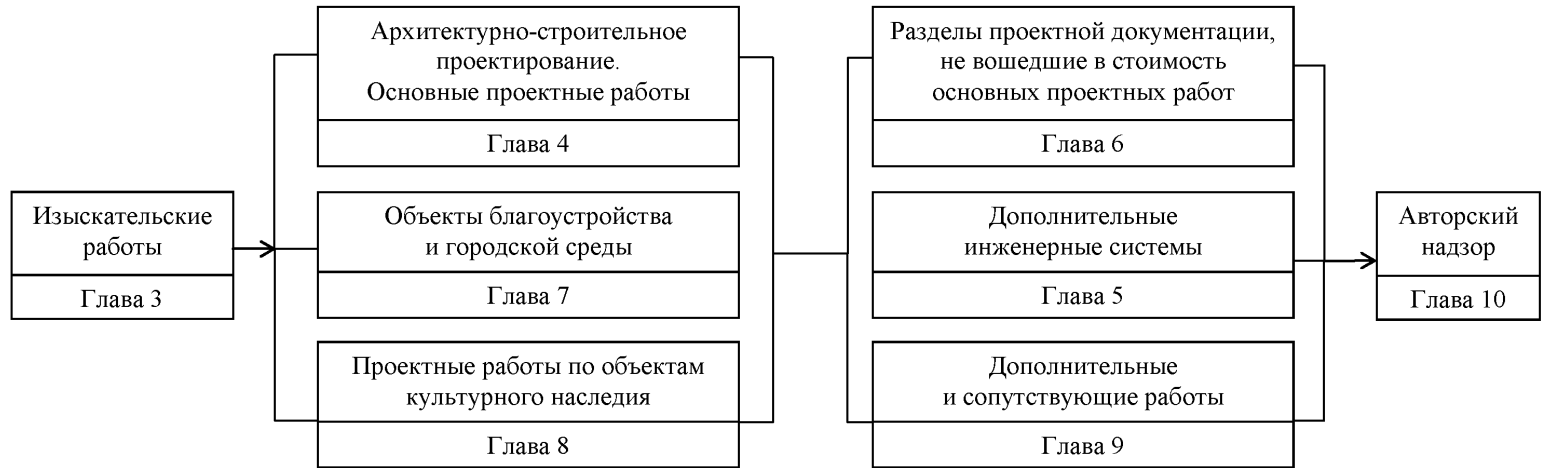 Изыскательские
работы
Глава 3
Архитектурно-строительное
проектирование.
Основные проектные работы
Глава 4
Объекты благоустройства
и городской среды
Глава 7
Проектные работы по объектам
культурного наследия
Глава 8
Разделы проектной документации,
не вошедшие в стоимость
основных проектных работ
Глава 6
Дополнительные
инженерные системы
Глава 5
Дополнительные
и сопутствующие работы
Глава 9
Авторский
надзор
Глава 10